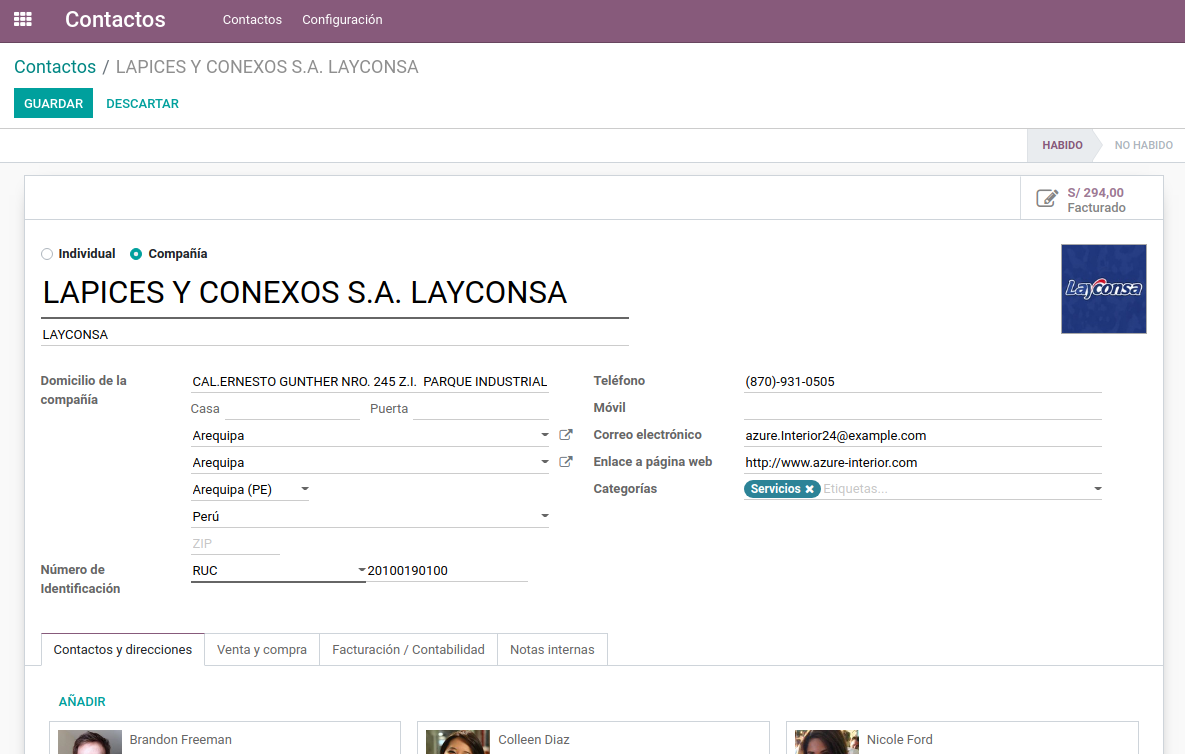 Contactos Contactos Configuración
Contactos / LAPICES Y CONEXOS S.A. LAYCONSA
GUARDAR DESCARTAR
HABIDO NO HABIDO
S/ 294,00
Facturado
Individual Compañía
LAPICES Y CONEXOS S.A. LAYCONSA
Layconsa
LAYCONSA
Domicilio de la
compañía
CAL.ERNESTO GUNTHER NRO. 245 Z.I. PARQUE INDUSTRIAL
Casa Puerta
Arequipa
Arequipa
Arequipa (PE)
Perú
ZIP
Número de
Identificación
RUC 20100190100
Teléfono (870)-931-0505
Móvil
Correo electrónico azure.Interior24@example.com
Enlace a página web http://www.azure-interior.com
Categorías Servicios × Etiquetas...
Contactos y direcciones Venta y compra Facturación / Contabilidad Notas internas
AÑADIR
Brandon Freeman Colleen Diaz Nicole Ford